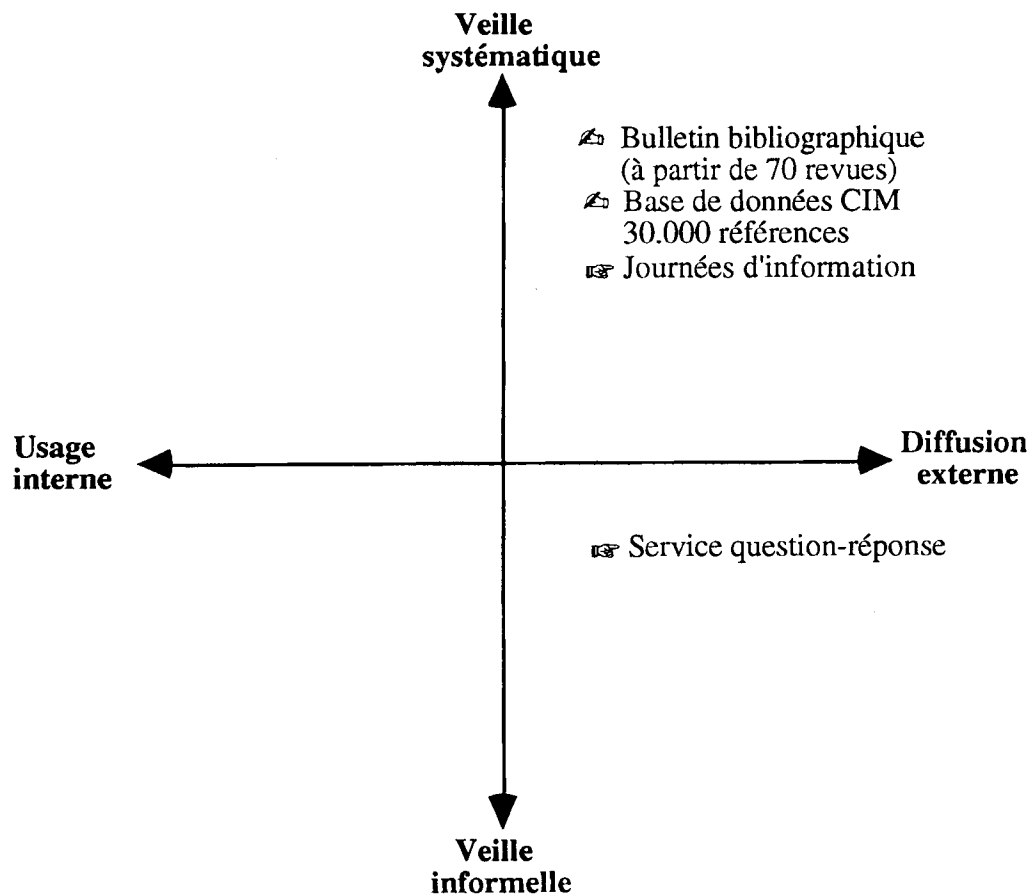 Veille
systématique
✍ Bulletin bibliographique
(à partir de 70 revues)
✍ Base de données CIM
30.000 références
☞ Journées d'information
Usage
interne
Diffusion
externe
☞ Service question-réponse
Veille
informelle